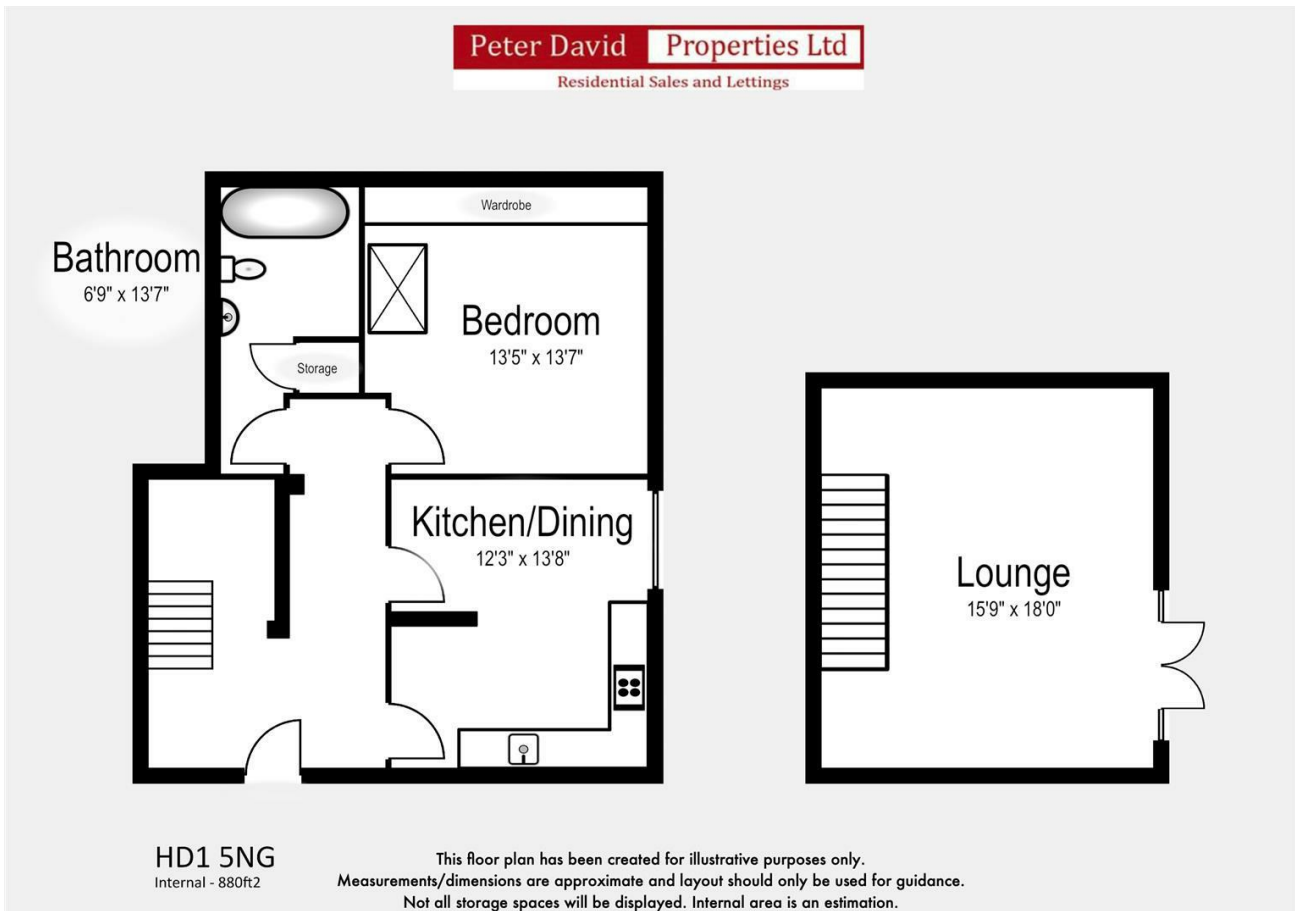 Peter David Properties Ltd
Residential Sales and Lettings
Wardrobe
Bathroom
6'9" x 13'7"
Bedroom
13'5" x 13'7"
Storage
Kitchen/Dining
12'3" x 13'8"
Lounge
15'9" x 18'0"
HD1 5NG
Internal - 880ft2
This floor plan has been created for illustrative purposes only.
Measurements/dimensions are approximate and layout should only be used for guidance.
Not all storage spaces will be displayed. Internal area is an estimation.